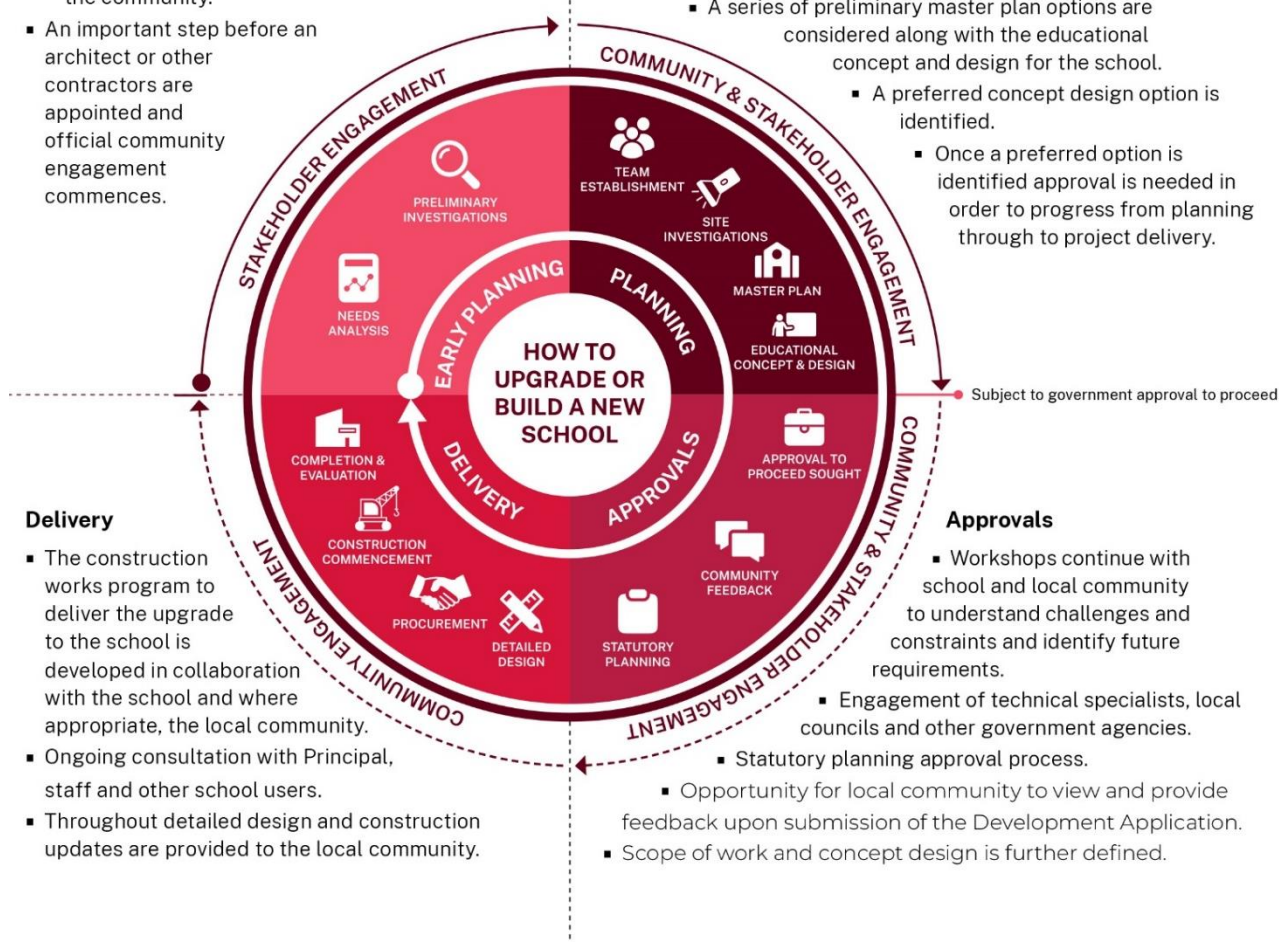 the community.
▪ An important step before an
architect or other
contractors are
appointed and
official community
engagement
commences.
▪ A series of preliminary master plan options are
considered along with the educational
concept and design for the school.
▪ A preferred concept design option is
identified.
▪ Once a preferred option is
identified approval is needed in
order to progress from planning
through to project delivery.
STAKEHOLDER ENGAGEMENT
COMMUNITY & STAKEHOLDER ENGAGEMENT
PRELIMINARY
INVESTIGATIONS
NEEDS
ANALYSIS
EARLY PLANNING
TEAM
ESTABLISHMENT
SITE
INVESTIGATIONS
MASTER PLAN
EDUCATIONAL
CONCEPT & DESIGN
PLANNING
HOW TO
UPGRADE OR
BUILD A NEW
SCHOOL
Subject to government approval to proceed
APPROVALS
APPROVAL TO
PROCEED SOUGHT
COMMUNITY
FEEDBACK
STATUTORY
PLANNING
COMMUNITY & STAKEHOLDER ENGAGEMENT
DELIVERY
COMPLETION &
EVALUATION
CONSTRUCTION
COMMENCEMENT
PROCUREMENT
DETAILED
DESIGN
COMMUNITY ENGAGEMENT
Delivery
▪ The construction
works program to
deliver the upgrade
to the school is
developed in collaboration
with the school and where
appropriate, the local community.
▪ Ongoing consultation with Principal,
staff and other school users.
▪ Throughout detailed design and construction
updates are provided to the local community.
Approvals
▪ Workshops continue with
school and local community
to understand challenges and
constraints and identify future
requirements.
▪ Engagement of technical specialists, local
councils and other government agencies.
▪ Statutory planning approval process.
▪ Opportunity for local community to view and provide
feedback upon submission of the Development Application.
▪ Scope of work and concept design is further defined.